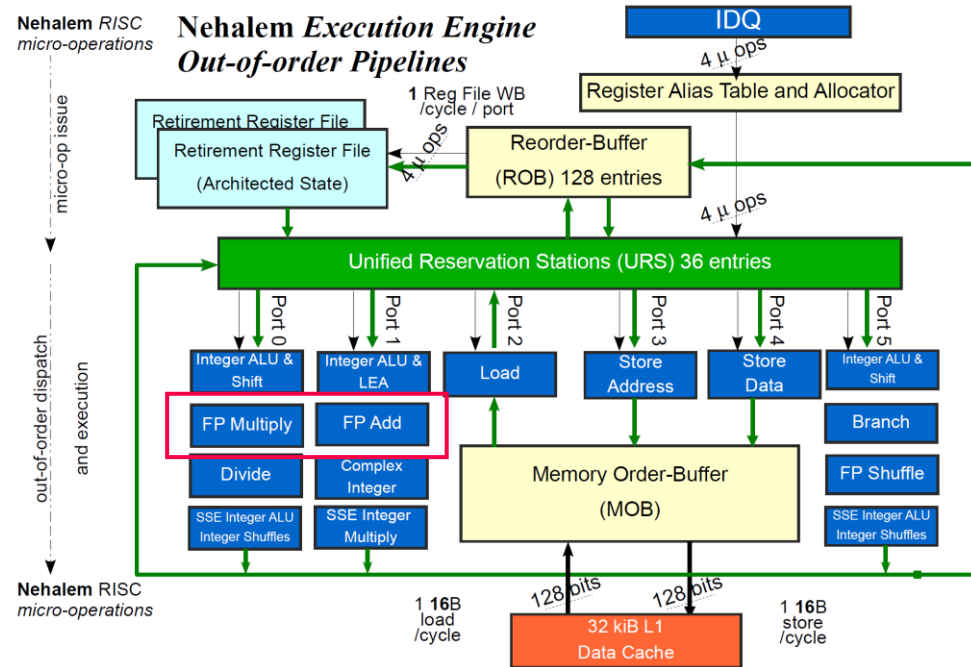 Nehalem RISC
micro-operations
Nehalem Execution Engine
Out-of-order Pipelines
IDQ
4 μ ops
Register Alias Table and Allocator
1 Reg File WB
/cycle / port
Retirement Register File
Retirement Register File
(Architected State)
4 μ ops
Reorder-Buffer
(ROB) 128 entries
4 μ ops
micro-op issue
Unified Reservation Stations (URS) 36 entries
Port 0
Port 1
Port 2
Port 3
Port 4
Port 5
Integer ALU &
Shift
Integer ALU &
LEA
Load
Store
Address
Store
Data
Integer ALU &
Shift
FP Multiply
FP Add
Branch
Divide
Complex
Integer
Memory Order-Buffer
(MOB)
FP Shuffle
SSE Integer ALU
Integer Shuffles
SSE Integer
Multiply
SSE Integer ALU
Integer Shuffles
out-of-order dispatch
and execution
Nehalem RISC
micro-operations
1 16B
load
/cycle
128 bits
128 bits
1 16B
store
/cycle
32 kiB L1
Data Cache